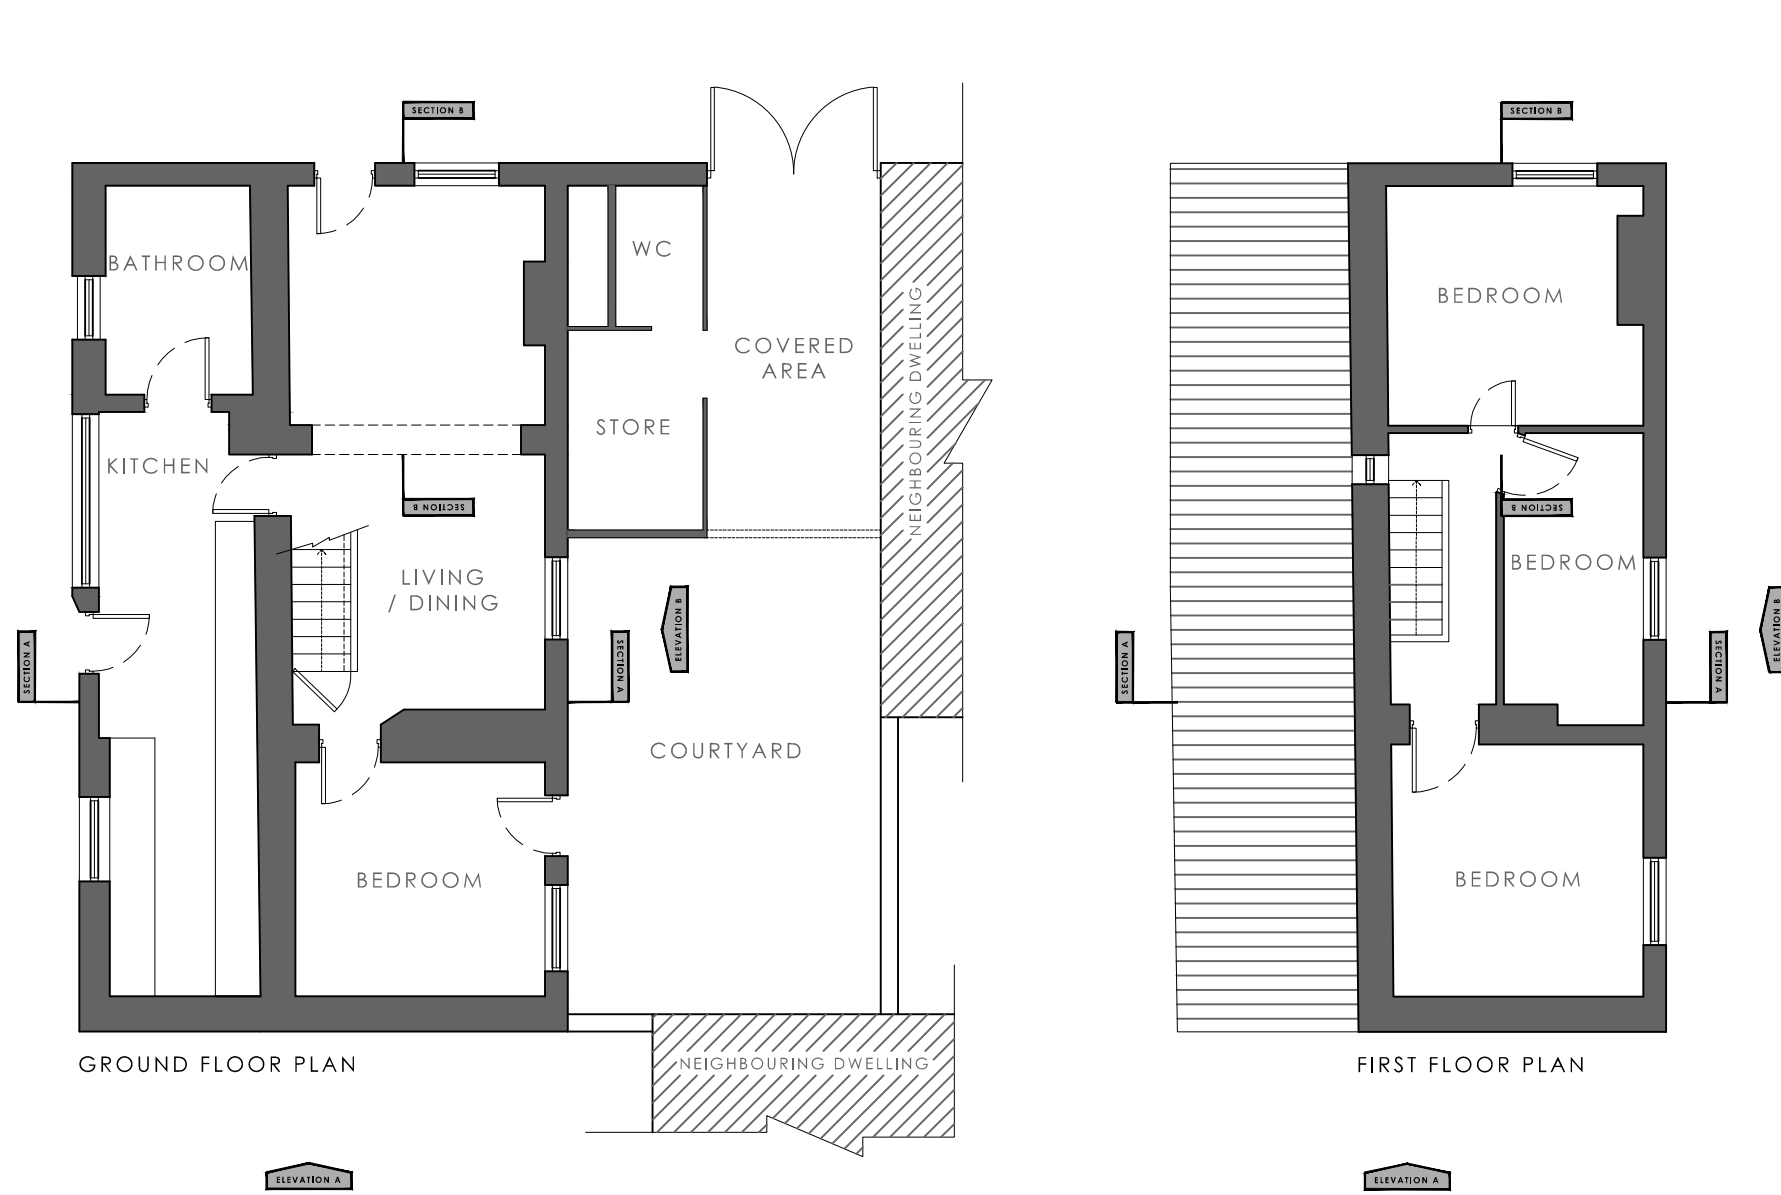 SECTION B
BATHROOM
WC
COVERED
AREA
NEIGHBOURING DWELLING
STORE
KITCHEN
SECTION B
LIVING
/ DINING
ELEVATION B
SECTION A
SECTION A
COURTYARD
BEDROOM
GROUND FLOOR PLAN
NEIGHBOURING DWELLING
ELEVATION A
SECTION B
BEDROOM
SECTION B
BEDROOM
ELEVATION B
SECTION A
SECTION A
BEDROOM
FIRST FLOOR PLAN
ELEVATION A